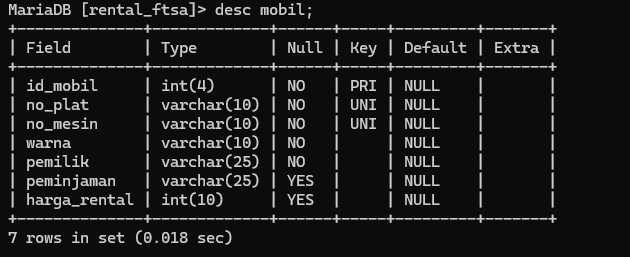 MariaDB [rental_ftsa]> desc mobil;
+--------------+-------------+------+-----+---------+-------+
| Field        | Type        | Null | Key | Default | Extra |
+--------------+-------------+------+-----+---------+-------+
| id_mobil     | int(4)      | NO   | PRI | NULL    |       |
| no_plat      | varchar(10) | NO   | UNI | NULL    |       |
| no_mesin     | varchar(10) | NO   | UNI | NULL    |       |
| warna        | varchar(10) | NO   |     | NULL    |       |
| pemilik      | varchar(25) | NO   |     | NULL    |       |
| peminjaman   | varchar(25) | YES  |     | NULL    |       |
| harga_rental | int(10)     | YES  |     | NULL    |       |
+--------------+-------------+------+-----+---------+-------+
7 rows in set (0.018 sec)